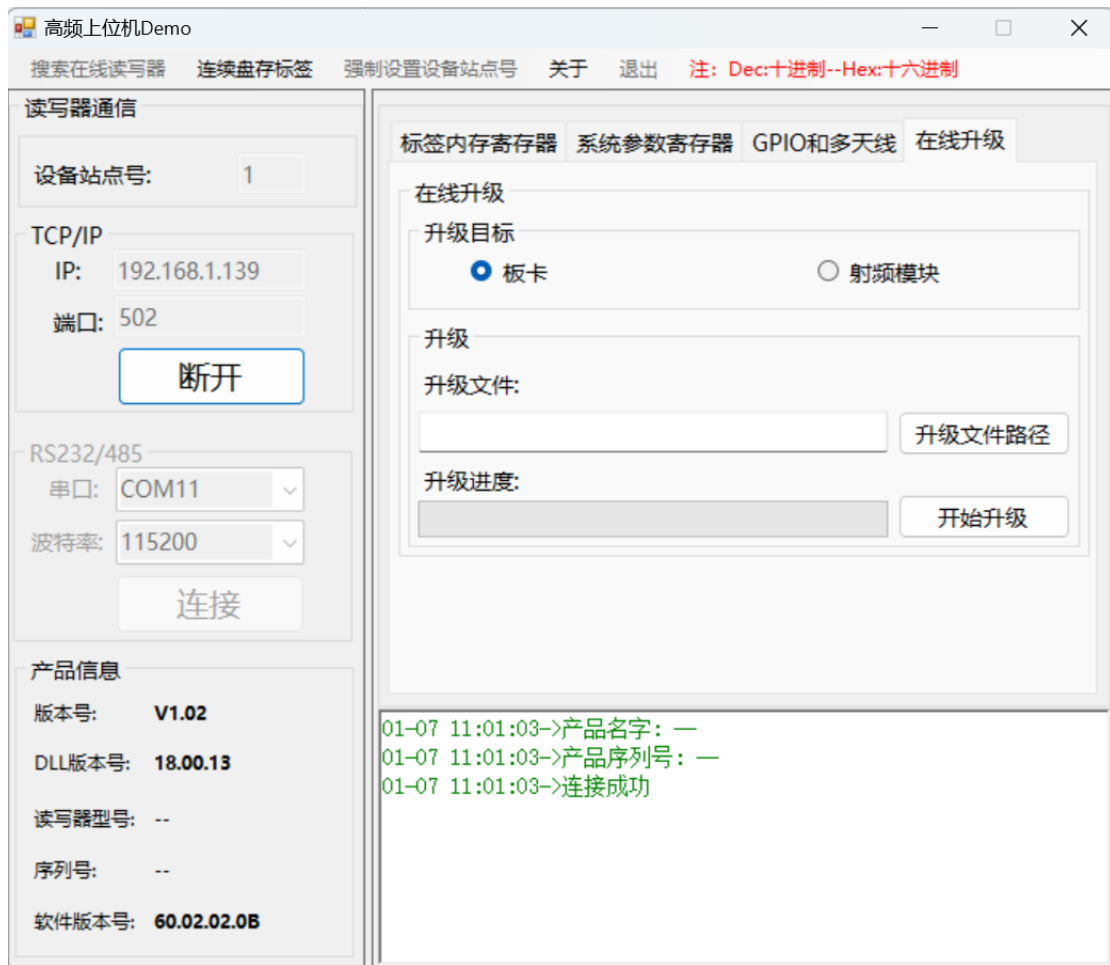 高频上位机Demo
搜索在线读写器 连续盘存标签 强制设置设备站点号 关于 退出 注：Dec:十进制--Hex:十六进制
读写器通信
设备站点号: 1
TCP/IP
IP: 192.168.1.139
端口: 502
断开
RS232/485
串口: COM11
波特率: 115200
连接
产品信息
版本号: V1.02
DLL版本号: 18.00.13
读写器型号: --
序列号: --
软件版本号: 60.02.02.0B
标签内存寄存器 系统参数寄存器 GPIO和多天线 在线升级
在线升级
升级目标
板卡 射频模块
升级
升级文件:
升级文件路径
升级进度:
开始升级
01-07 11:01:03->产品名字: --
01-07 11:01:03->产品序列号: --
01-07 11:01:03->连接成功